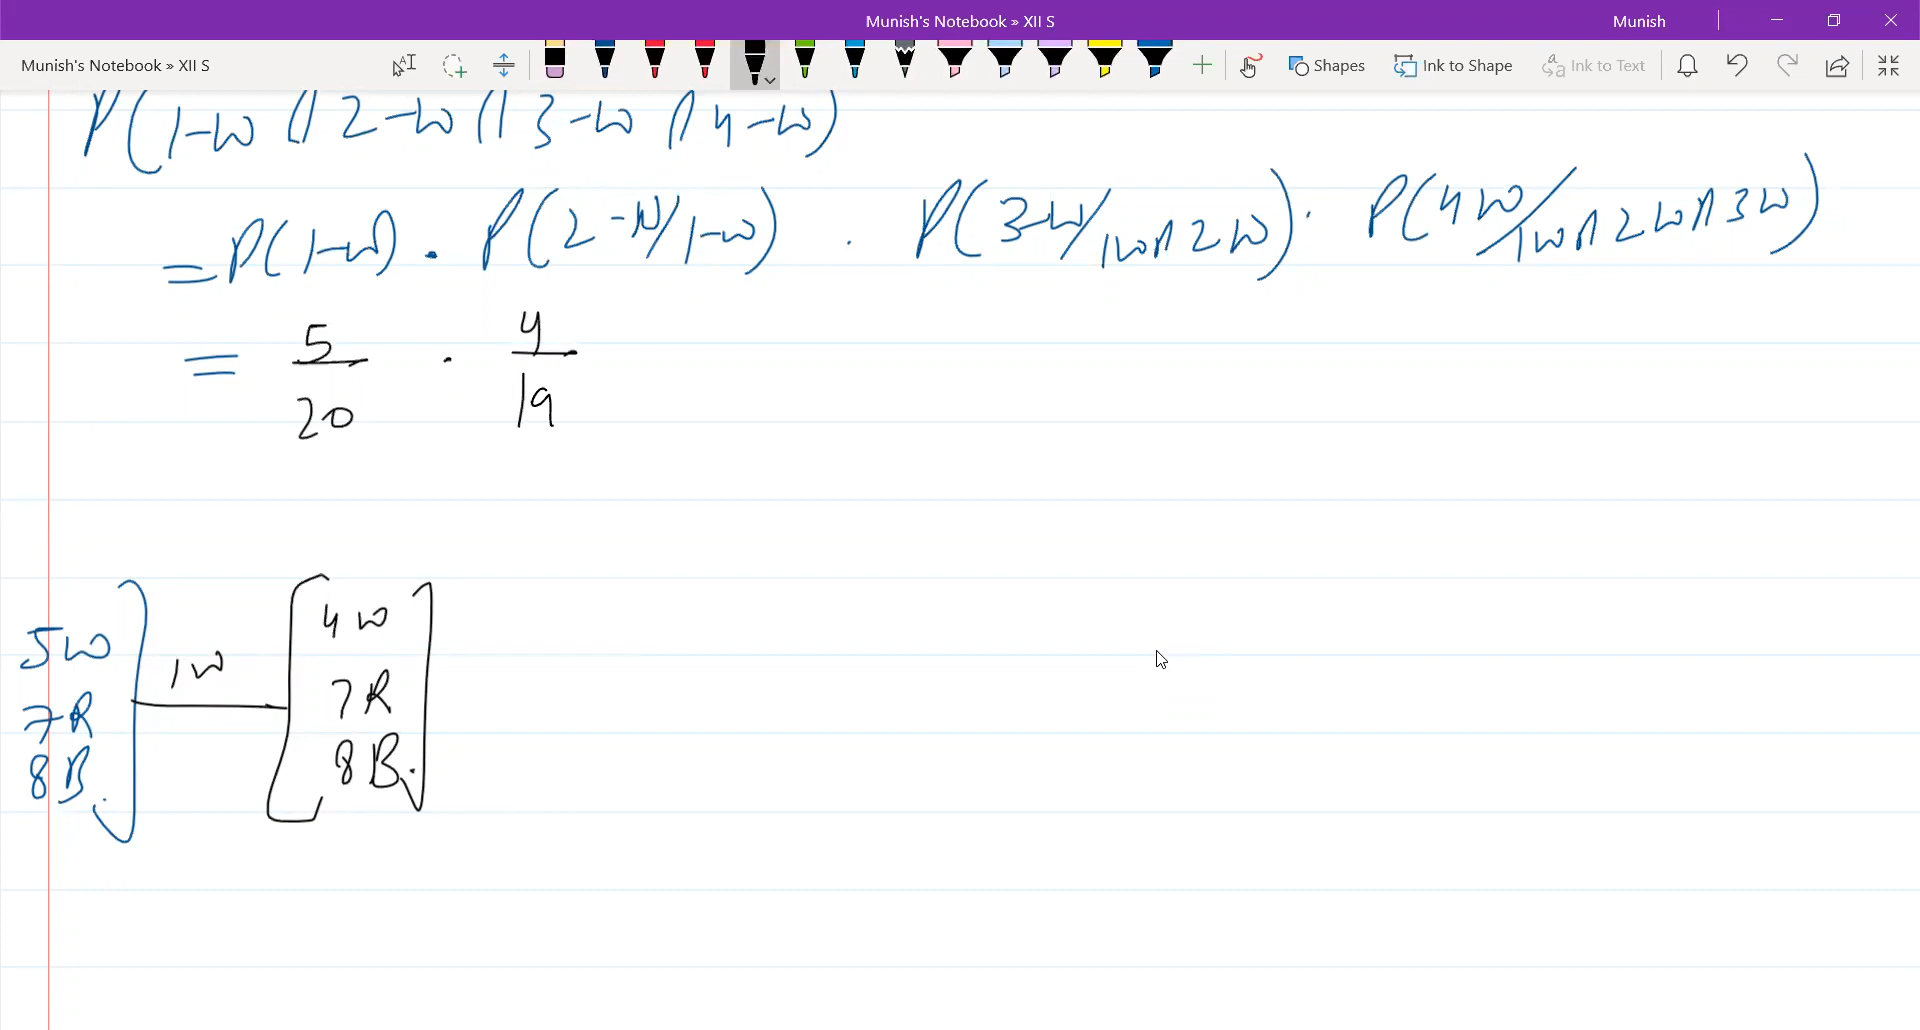 Munish's Notebook » XII S
Munish
Munish's Notebook » XII S
Shapes
Ink to Shape
Ink to Text
P(1-W ∩ 2-W ∩ 3-W ∩ 4-W)
= P(1-W) . P(2-W/1-W) . P(3-W/1W∩2W) . P(4W/1W∩2W∩3W)
= 5/20 . 4/19
5W
7R
8B
1W
4W
7R
8B